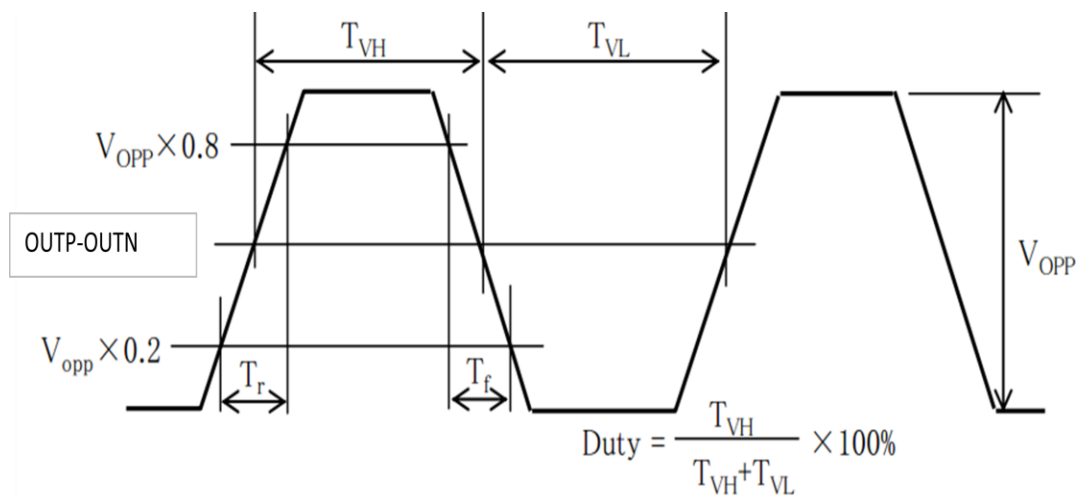 T_VH
T_VL
V_OPP×0.8
OUTP-OUTN
V_OPP
V_opp×0.2
T_r
T_f
Duty = T_VH / T_VH+T_VL ×100%